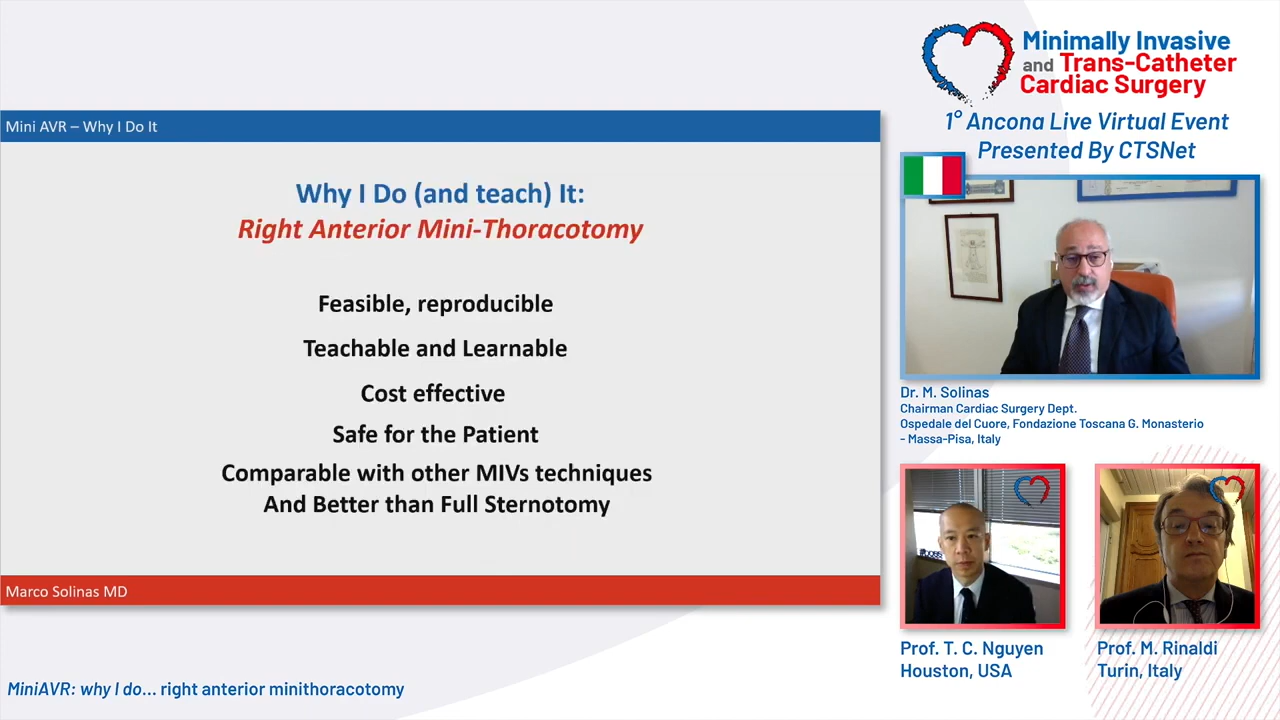 Minimally Invasive
and Trans-Catheter
Cardiac Surgery
1° Ancona Live Virtual Event
Presented By CTSNet
Mini AVR – Why I Do It
Why I Do (and teach) It:
Right Anterior Mini-Thoracotomy
Feasible, reproducible
Teachable and Learnable
Cost effective
Safe for the Patient
Comparable with other MIVs techniques
And Better than Full Sternotomy
Marco Solinas MD
Dr. M. Solinas
Chairman Cardiac Surgery Dept.
Ospedale del Cuore, Fondazione Toscana G. Monasterio
- Massa-Pisa, Italy
Prof. T. C. Nguyen
Houston, USA
Prof. M. Rinaldi
Turin, Italy
MiniAVR: why I do... right anterior minithoracotomy